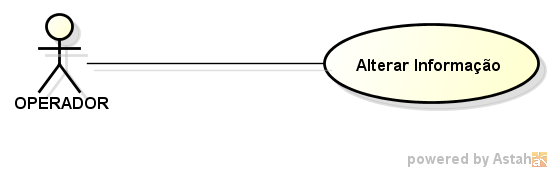 Alterar Informação
OPERADOR
powered by Astah